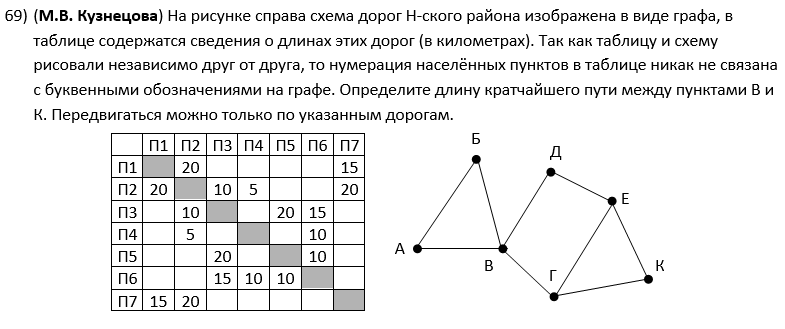 69) (М.В. Кузнецова) На рисунке справа схема дорог Н-ского района изображена в виде графа, в
таблице содержатся сведения о длинах этих дорог (в километрах). Так как таблицу и схему
рисовали независимо друг от друга, то нумерация населённых пунктов в таблице никак не связана
с буквенными обозначениями на графе. Определите длину кратчайшего пути между пунктами В и
К. Передвигаться можно только по указанным дорогам.
П1 П2 П3 П4 П5 П6 П7
П1 20 15
П2 20 10 5 20
П3 10 20 15
П4 5 10
П5 20 10
П6 15 10 10
П7 15 20
Б
Д
Е
А
В
Г
К